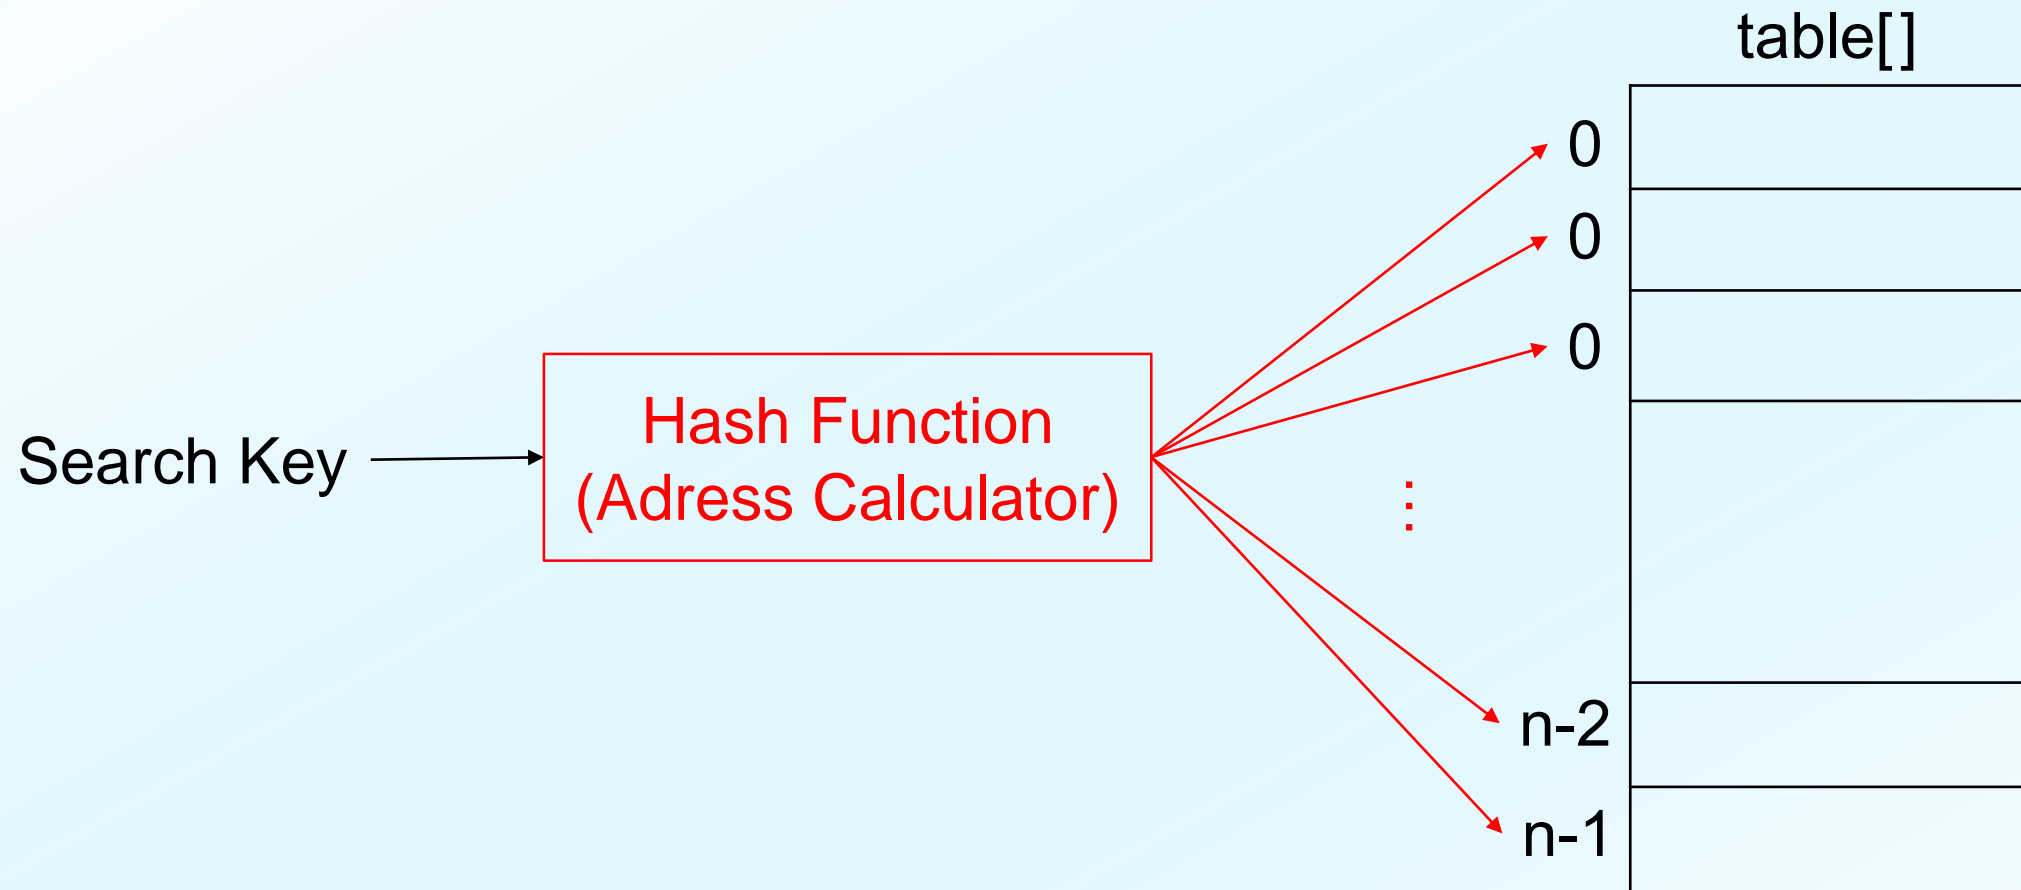 table[]
0
0
0
Hash Function
Search Key
(Adress Calculator)
⋮
n-2
n-1